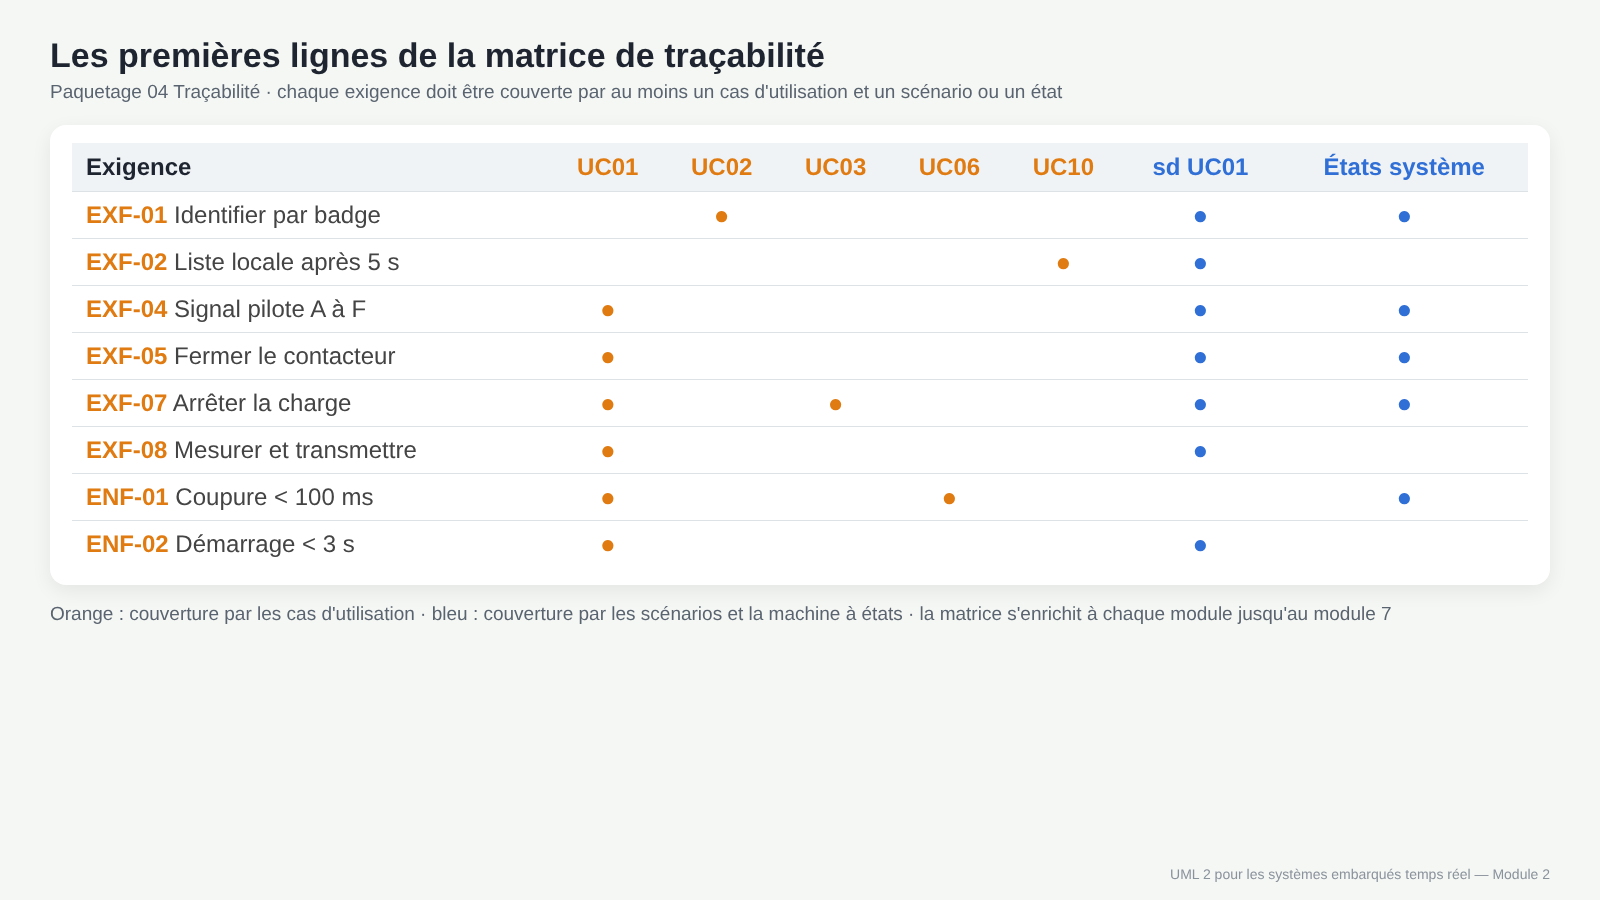 Les premières lignes de la matrice de traçabilité
Paquetage 04 Traçabilité · chaque exigence doit être couverte par au moins un cas d'utilisation et un scénario ou un état
Exigence UC01 UC02 UC03 UC06 UC10 sd UC01 États système
EXF-01 Identifier par badge ● ● ●
EXF-02 Liste locale après 5 s ● ●
EXF-04 Signal pilote A à F ● ● ●
EXF-05 Fermer le contacteur ● ● ●
EXF-07 Arrêter la charge ● ● ● ●
EXF-08 Mesurer et transmettre ● ●
ENF-01 Coupure < 100 ms ● ● ●
ENF-02 Démarrage < 3 s ● ●
Orange : couverture par les cas d'utilisation · bleu : couverture par les scénarios et la machine à états · la matrice s'enrichit à chaque module jusqu'au module 7
UML 2 pour les systèmes embarqués temps réel — Module 2